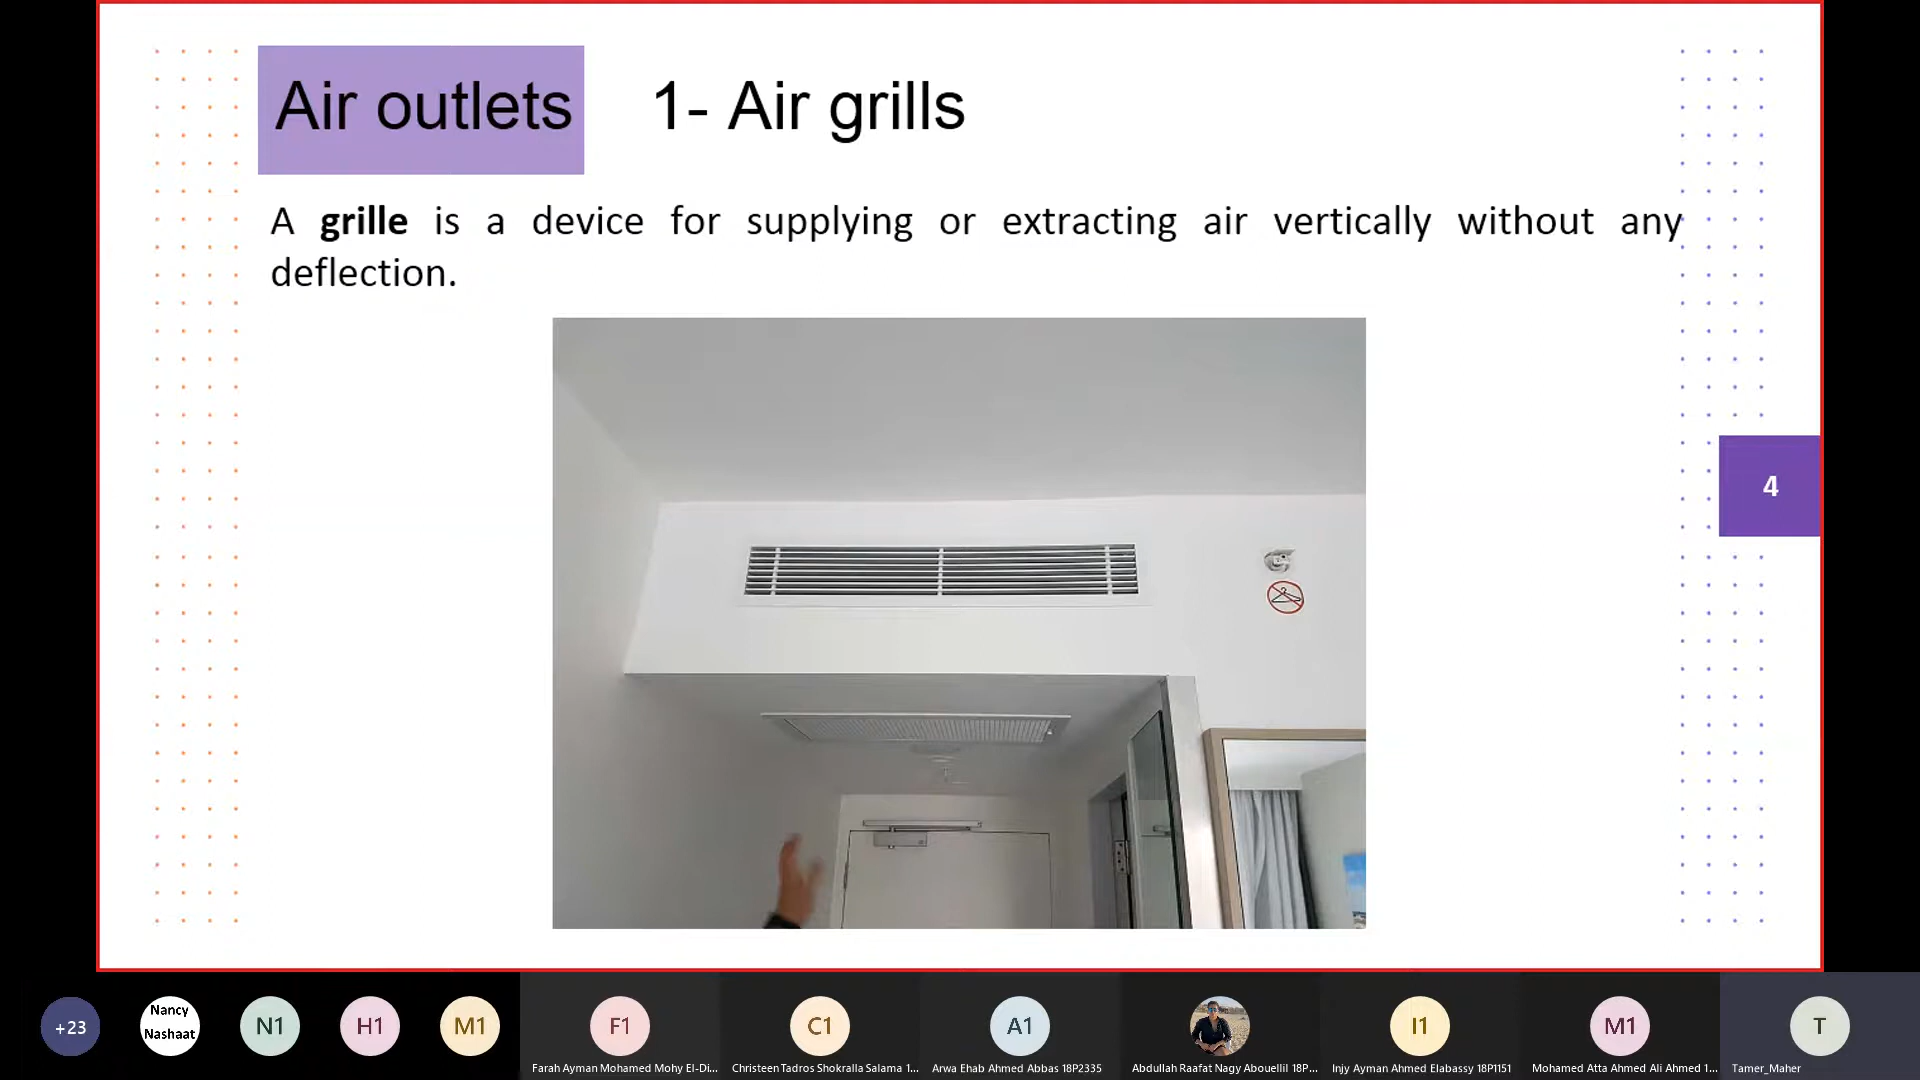 Air outlets
1- Air grills
A grille is a device for supplying or extracting air vertically without any
deflection.
4
+23
Nancy
Nashaat
N1
H1
M1
F1
C1
A1
I1
M1
T
Farah Ayman Mohamed Mohy El-Di...
Christeen Tadros Shokralla Salama 1...
Arwa Ehab Ahmed Abbas 18P2335
Abdullah Raafat Nagy Abouellil 18P...
Injy Ayman Ahmed Elabassy 18P1151
Mohamed Atta Ahmed Ali Ahmed 1...
Tamer_Maher